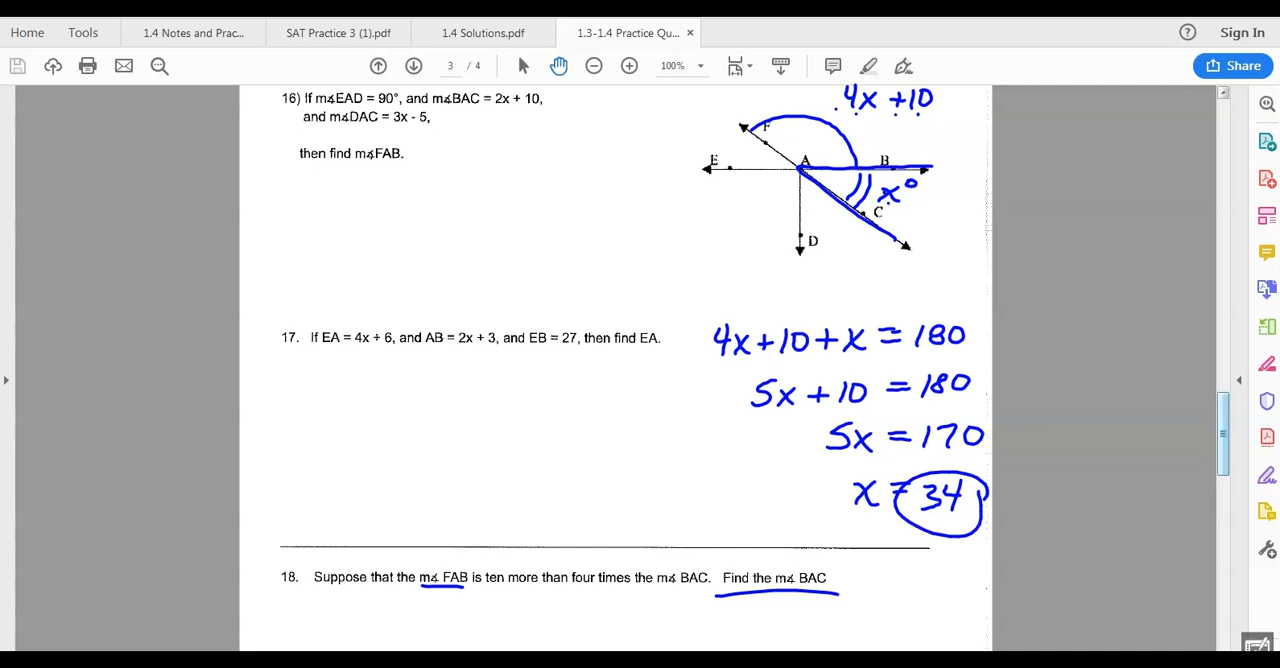 Home Tools 1.4 Notes and Prac... SAT Practice 3 (1).pdf 1.4 Solutions.pdf 1.3-1.4 Practice Qu... × ? Sign In
3 / 4 100% Share
16) If m∡EAD = 90°, and m∡BAC = 2x + 10,
and m∡DAC = 3x - 5,
then find m∡FAB.
4x +10
F
E A B
x°
C
D
17. If EA = 4x + 6, and AB = 2x + 3, and EB = 27, then find EA.
4x+10+x = 180
5x +10 = 180
5x = 170
x = 34
18. Suppose that the m∡ FAB is ten more than four times the m∡ BAC. Find the m∡ BAC